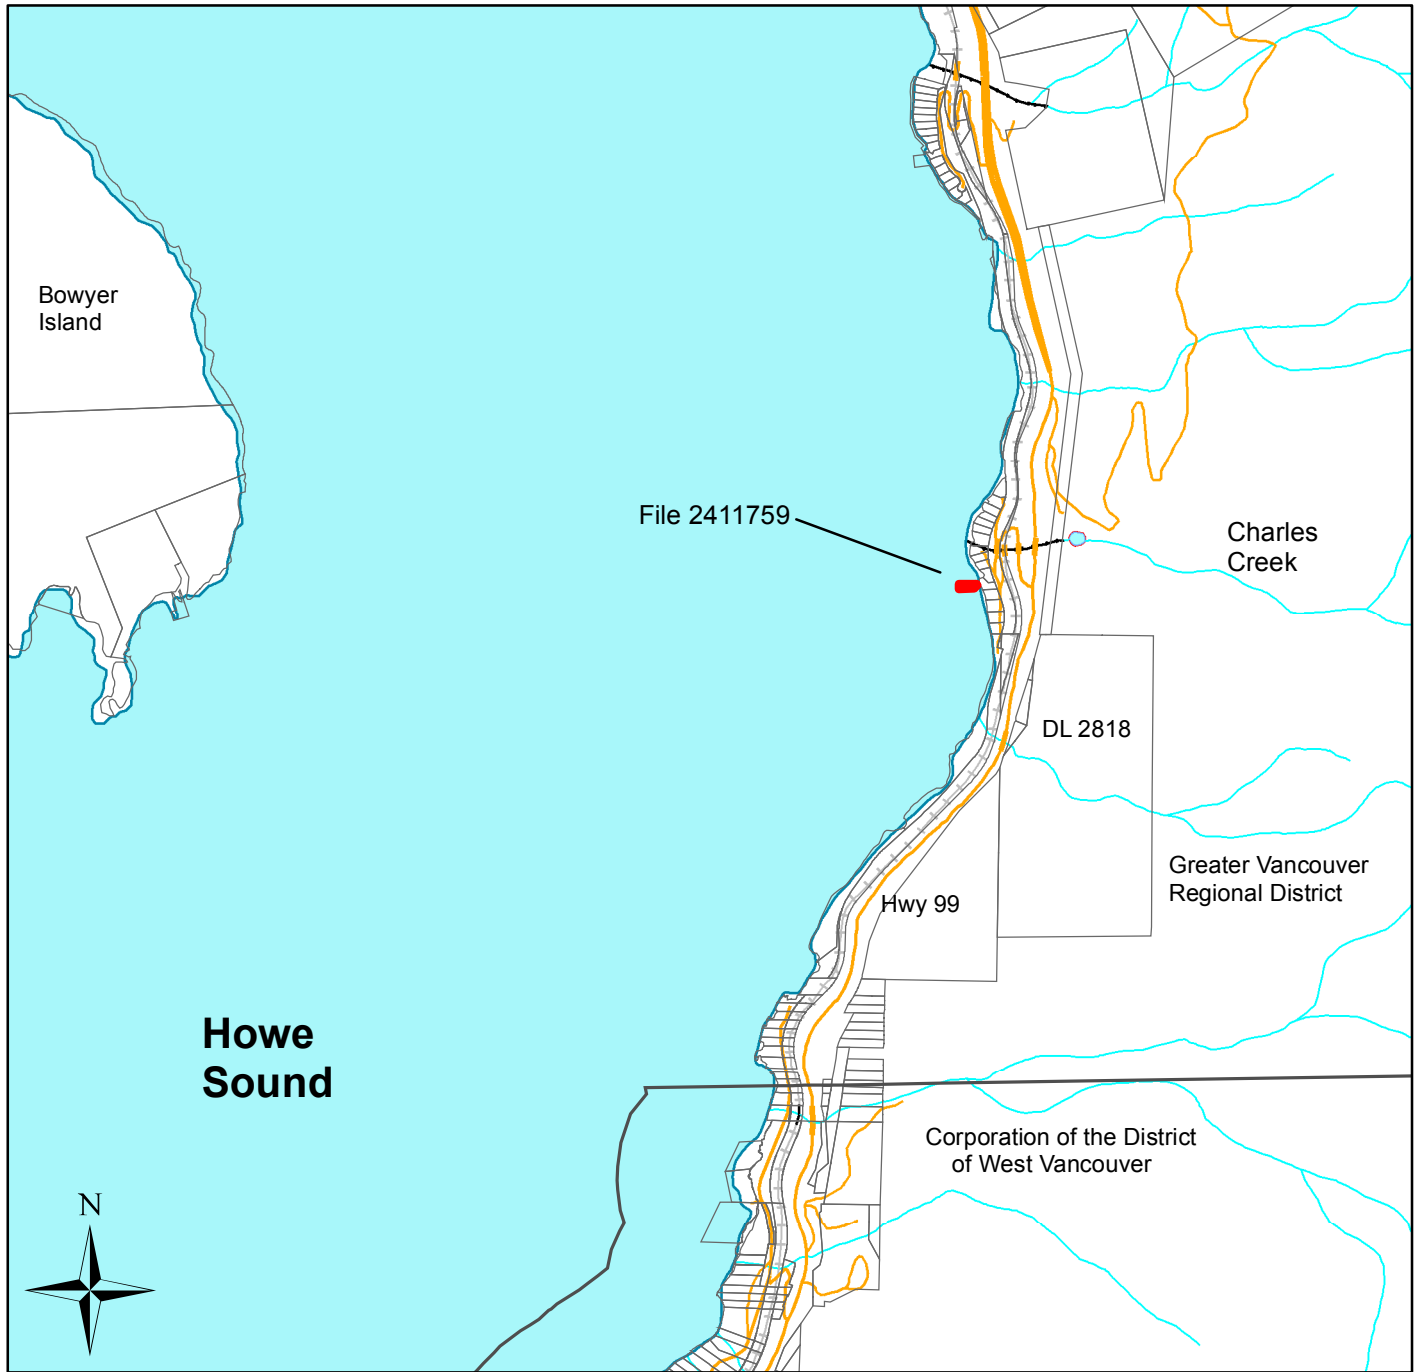 Bowyer
Island
File 2411759
Charles
Creek
DL 2818
Greater Vancouver
Regional District
Hwy 99
Howe
Sound
Corporation of the District
of West Vancouver
N